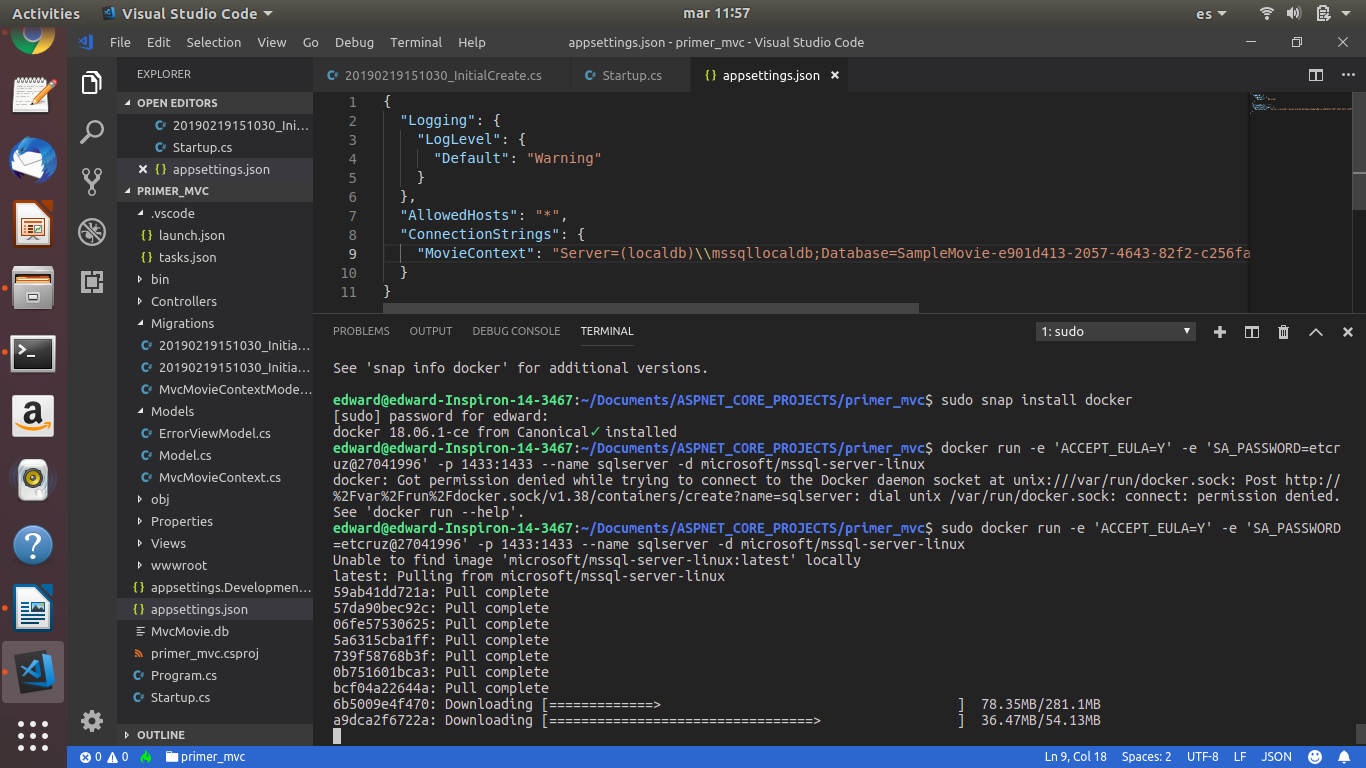 Activities
Visual Studio Code
mar 11:57
es
File Edit Selection View Go Debug Terminal Help
appsettings.json - primer_mvc - Visual Studio Code
EXPLORER
OPEN EDITORS
20190219151030_Ini...
Startup.cs
appsettings.json
PRIMER_MVC
.vscode
launch.json
tasks.json
bin
Controllers
Migrations
20190219151030_Initia...
20190219151030_Initia...
MvcMovieContextMode...
Models
ErrorViewModel.cs
Model.cs
MvcMovieContext.cs
obj
Properties
Views
wwwroot
appsettings.Developmen...
appsettings.json
MvcMovie.db
primer_mvc.csproj
Program.cs
Startup.cs
OUTLINE
20190219151030_InitialCreate.cs
Startup.cs
appsettings.json
1 {
2 "Logging": {
3 "LogLevel": {
4 "Default": "Warning"
5 }
6 },
7 "AllowedHosts": "*",
8 "ConnectionStrings": {
9 "MovieContext": "Server=(localdb)\\mssqllocaldb;Database=SampleMovie-e901d413-2057-4643-82f2-c256fa
10 }
11 }
PROBLEMS OUTPUT DEBUG CONSOLE TERMINAL
1: sudo
See 'snap info docker' for additional versions.
edward@edward-Inspiron-14-3467:~/Documents/ASPNET_CORE_PROJECTS/primer_mvc$ sudo snap install docker
[sudo] password for edward:
docker 18.06.1-ce from Canonical✓ installed
edward@edward-Inspiron-14-3467:~/Documents/ASPNET_CORE_PROJECTS/primer_mvc$ docker run -e 'ACCEPT_EULA=Y' -e 'SA_PASSWORD=etcr
uz@27041996' -p 1433:1433 --name sqlserver -d microsoft/mssql-server-linux
docker: Got permission denied while trying to connect to the Docker daemon socket at unix:///var/run/docker.sock: Post http://
%2Fvar%2Frun%2Fdocker.sock/v1.38/containers/create?name=sqlserver: dial unix /var/run/docker.sock: connect: permission denied.
See 'docker run --help'.
edward@edward-Inspiron-14-3467:~/Documents/ASPNET_CORE_PROJECTS/primer_mvc$ sudo docker run -e 'ACCEPT_EULA=Y' -e 'SA_PASSWORD
=etcruz@27041996' -p 1433:1433 --name sqlserver -d microsoft/mssql-server-linux
Unable to find image 'microsoft/mssql-server-linux:latest' locally
latest: Pulling from microsoft/mssql-server-linux
59ab41dd721a: Pull complete
57da90bec92c: Pull complete
06fe57530625: Pull complete
5a6315cba1ff: Pull complete
739f58768b3f: Pull complete
0b751601bca3: Pull complete
bcf04a22644a: Pull complete
6b5009e4f470: Downloading [=============> ] 78.35MB/281.1MB
a9dca2f6722a: Downloading [=================================> ] 36.47MB/54.13MB
0 0 primer_mvc
Ln 9, Col 18 Spaces: 2 UTF-8 LF JSON